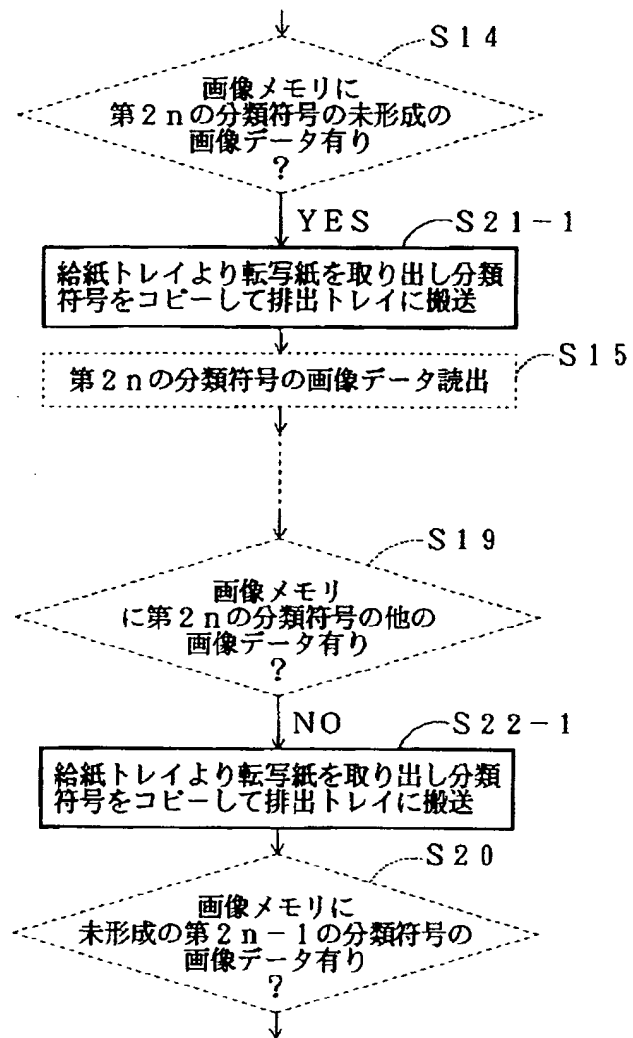 S14
画像メモリに
第2nの分類符号の未形成の
画像データ有り
?
YES
S21-1
給紙トレイより転写紙を取り出し分類
符号をコピーして排出トレイに搬送
S15
第2nの分類符号の画像データ読出
S19
画像メモリ
に第2nの分類符号の他の
画像データ有り
?
NO
S22-1
給紙トレイより転写紙を取り出し分類
符号をコピーして排出トレイに搬送
S20
画像メモリに
未形成の第2n-1の分類符号の
画像データ有り
?